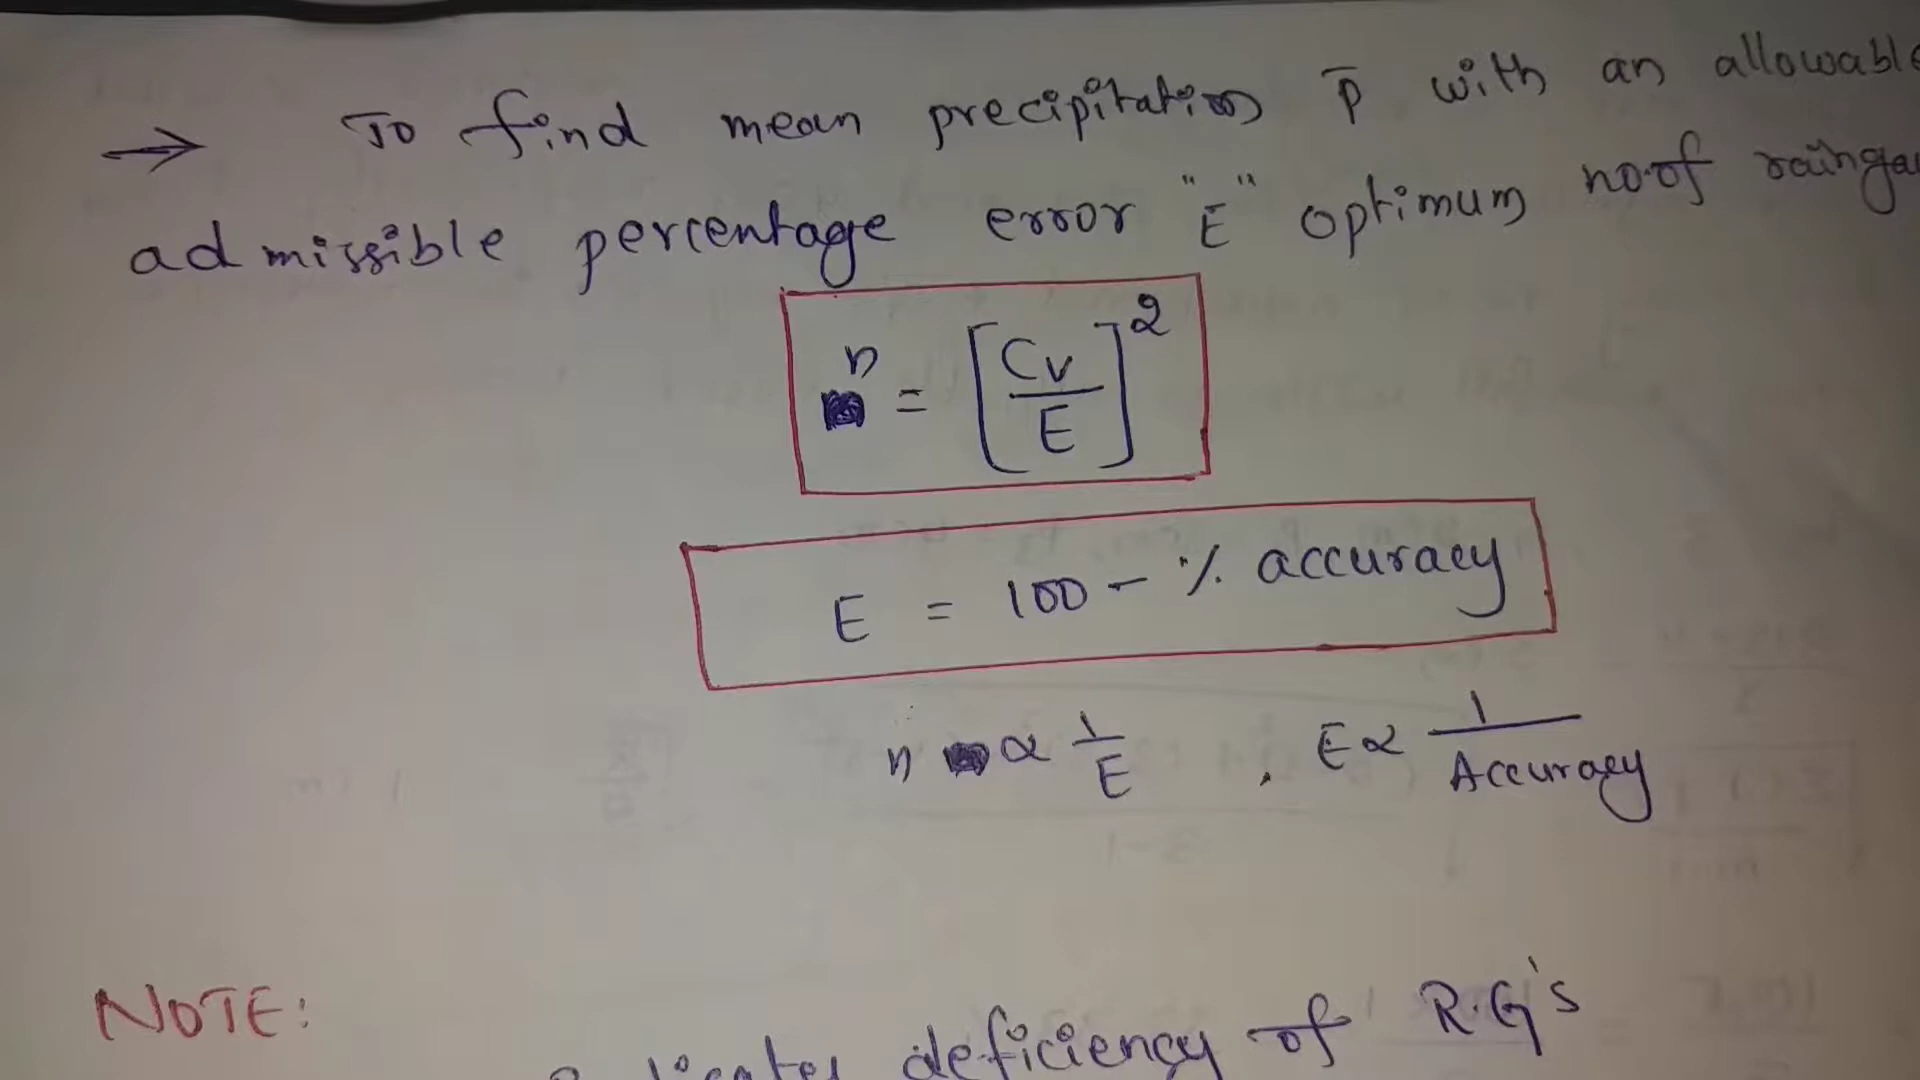 → To find mean precipitation P̅ with an allowable
admissible percentage error "E" optimum no.of
n = [Cv/E]²
E = 100 - % accuracy
n ∝ 1/E , E ∝ 1/Accuracy
NOTE:
deficiency of R.G's